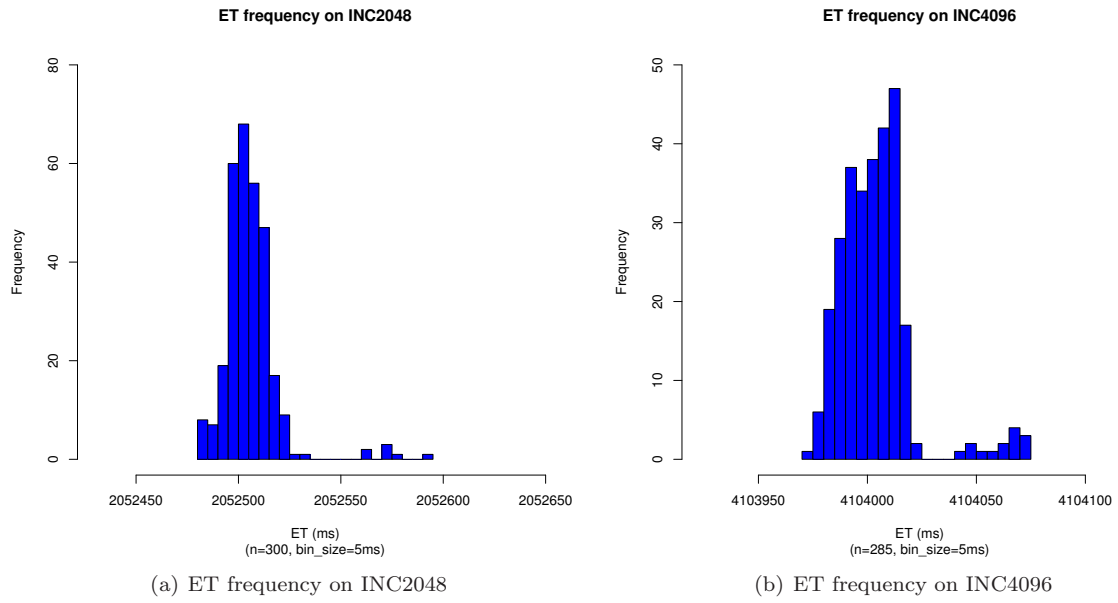 ET frequency on INC2048
80
60
40
20
0
Frequency
2052450 2052500 2052550 2052600 2052650
ET (ms)
(n=300, bin_size=5ms)
(a) ET frequency on INC2048
ET frequency on INC4096
50
40
30
20
10
0
Frequency
4103950 4104000 4104050 4104100
ET (ms)
(n=285, bin_size=5ms)
(b) ET frequency on INC4096